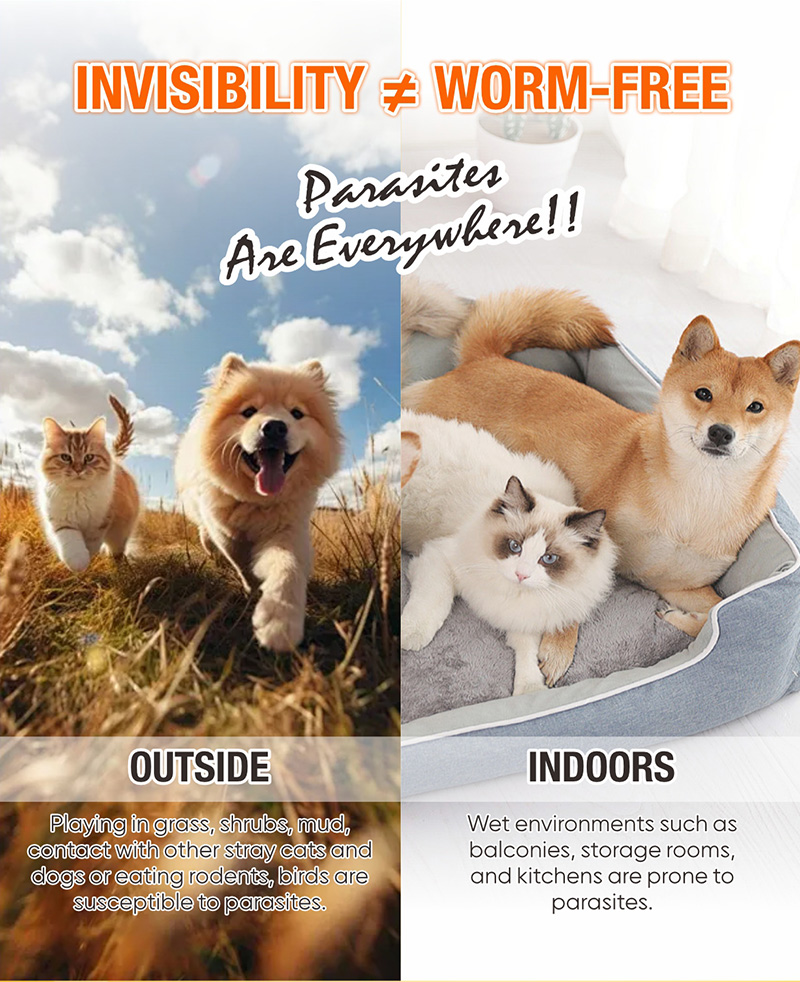 INVISIBILITY ≠ WORM-FREE
Parasites
Are Everywhere!!
OUTSIDE
Playing in grass, shrubs, mud,
contact with other stray cats and
dogs or eating rodents, birds are
susceptible to parasites.
INDOORS
Wet environments such as
balconies, storage rooms,
and kitchens are prone to
parasites.